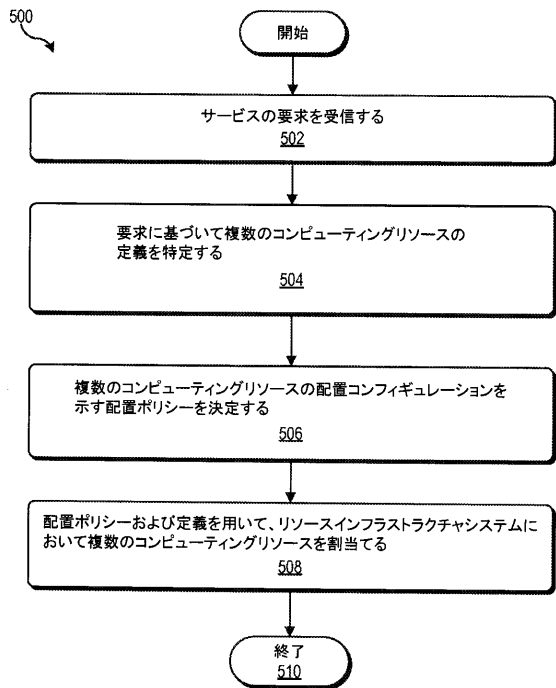 500
開始
サービスの要求を受信する
502
要求に基づいて複数のコンピューティングリソースの
定義を特定する
504
複数のコンピューティングリソースの配置コンフィギュレーションを
示す配置ポリシーを決定する
506
配置ポリシーおよび定義を用いて、リソースインフラストラクチャシステムに
おいて複数のコンピューティングリソースを割当てる
508
終了
510